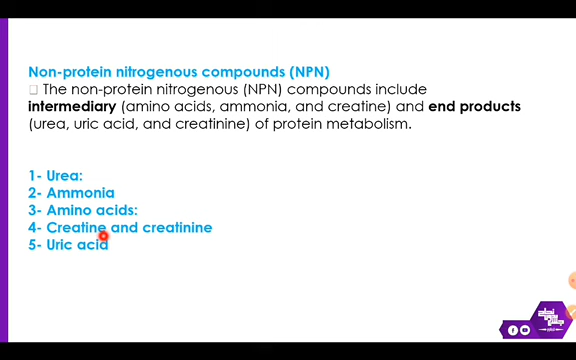 Non-protein nitrogenous compounds (NPN)
The non-protein nitrogenous (NPN) compounds include
intermediary (amino acids, ammonia, and creatine) and end products
(urea, uric acid, and creatinine) of protein metabolism.
1- Urea:
2- Ammonia
3- Amino acids:
4- Creatine and creatinine
5- Uric acid